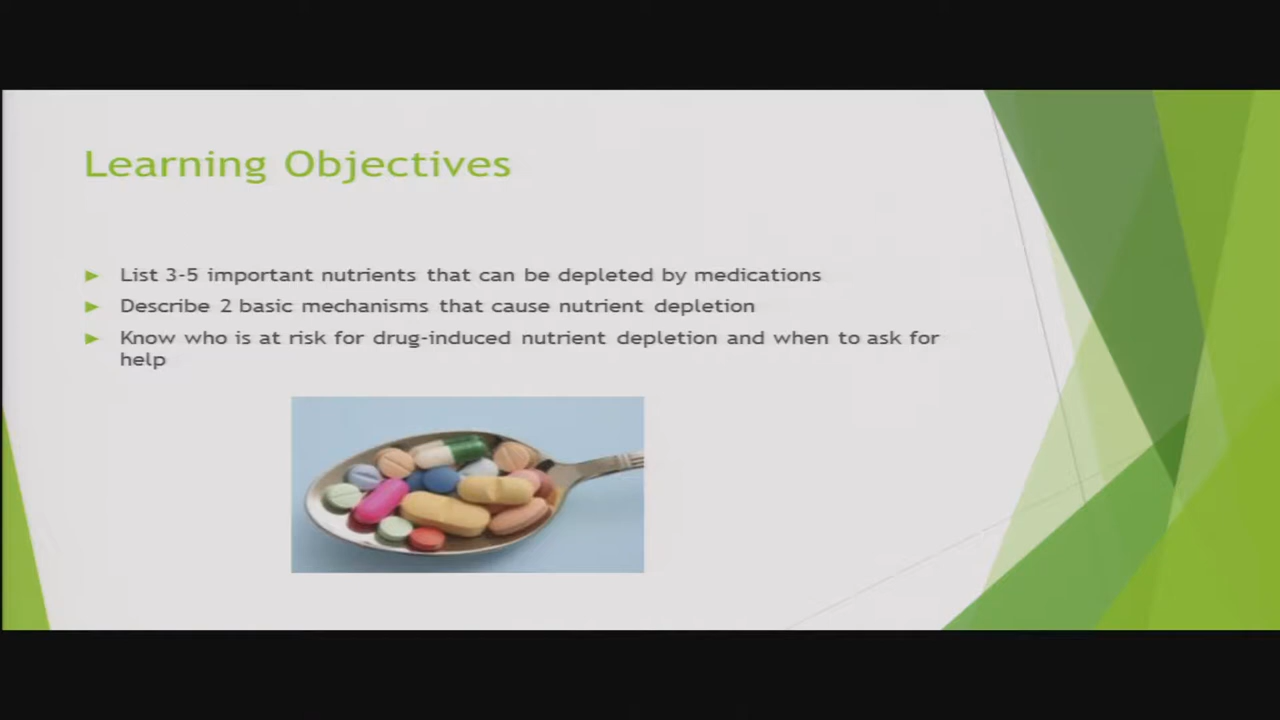 Learning Objectives
List 3-5 important nutrients that can be depleted by medications
Describe 2 basic mechanisms that cause nutrient depletion
Know who is at risk for drug-induced nutrient depletion and when to ask for
help